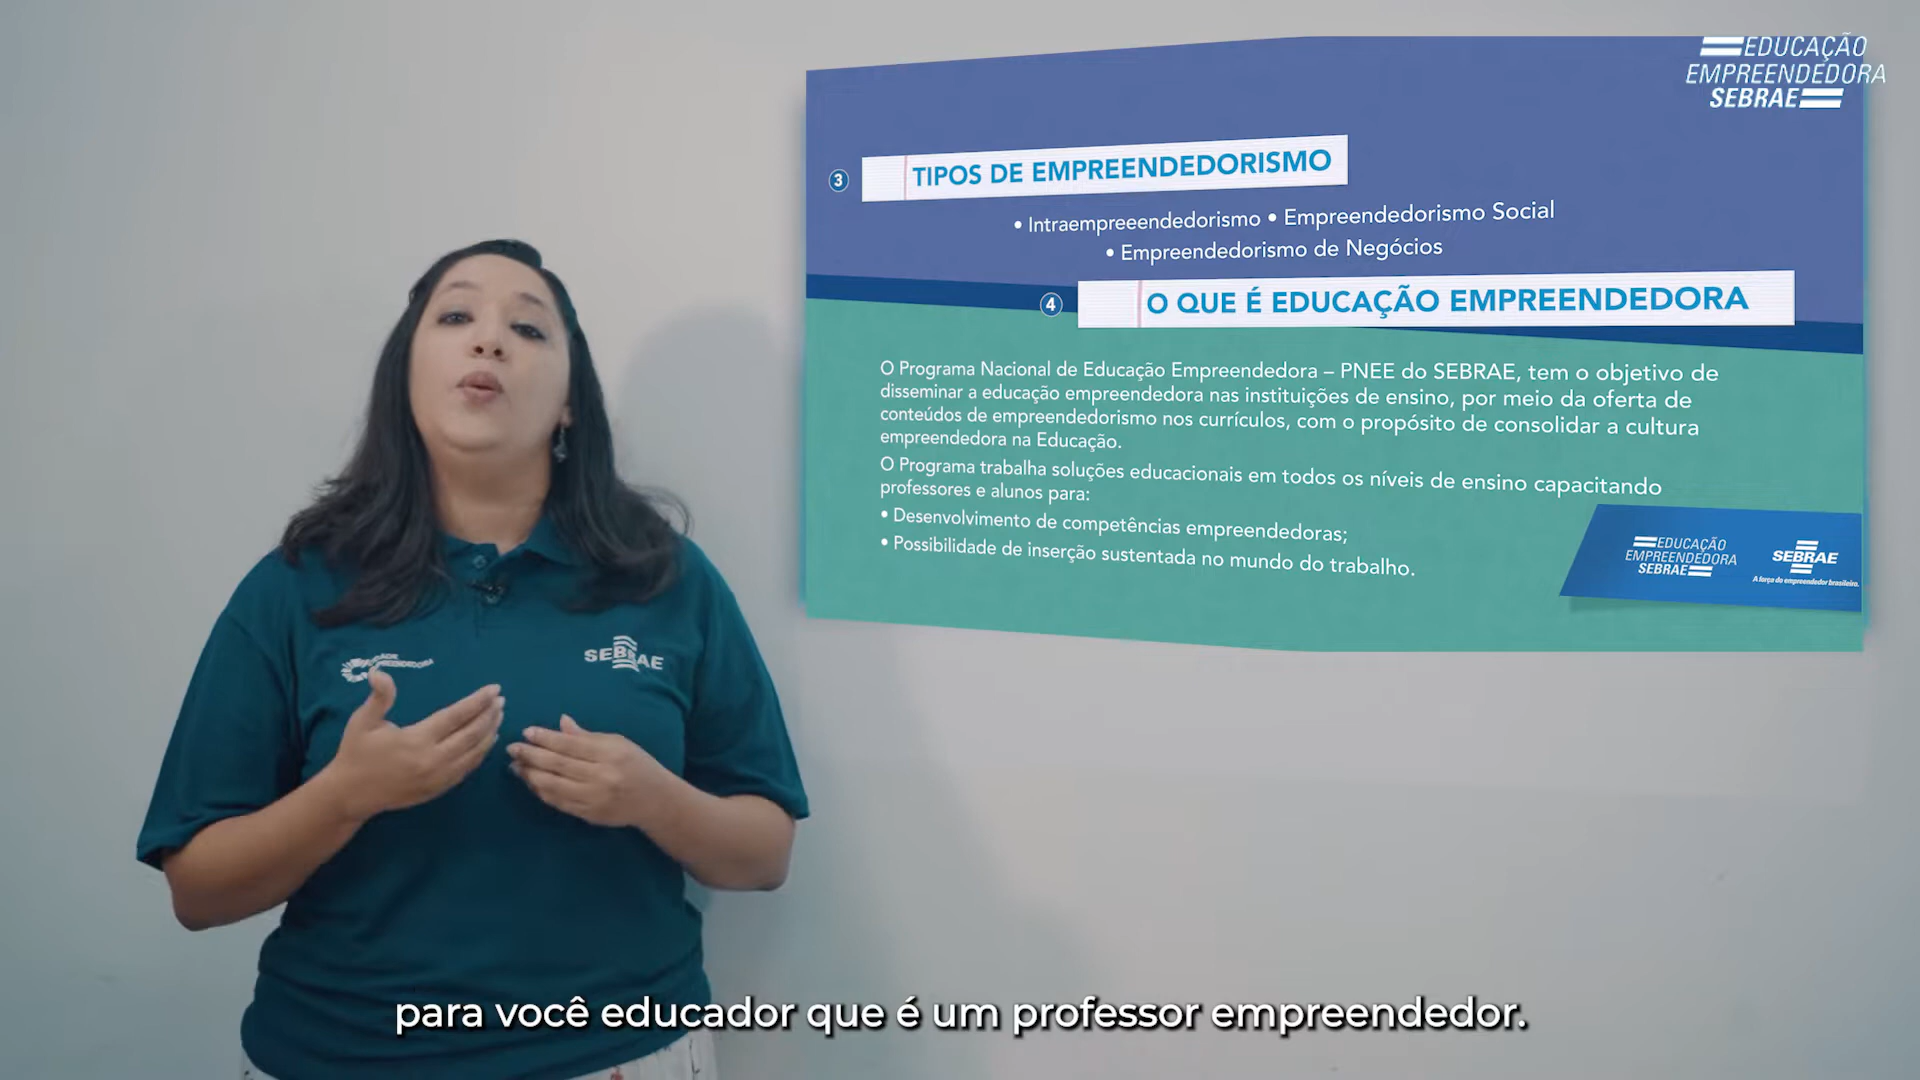 EDUCAÇÃO
EMPREENDEDORA
SEBRAE
3
TIPOS DE EMPREENDEDORISMO
• Intraempreeendedorismo • Empreendedorismo Social
• Empreendedorismo de Negócios
4
O QUE É EDUCAÇÃO EMPREENDEDORA
O Programa Nacional de Educação Empreendedora – PNEE do SEBRAE, tem o objetivo de
disseminar a educação empreendedora nas instituições de ensino, por meio da oferta de
conteúdos de empreendedorismo nos currículos, com o propósito de consolidar a cultura
empreendedora na Educação.
O Programa trabalha soluções educacionais em todos os níveis de ensino capacitando
professores e alunos para:
• Desenvolvimento de competências empreendedoras;
• Possibilidade de inserção sustentada no mundo do trabalho.
EDUCAÇÃO
EMPREENDEDORA
SEBRAE
SEBRAE
A força do empreendedor brasileiro.
SEBRAE
para você educador que é um professor empreendedor.